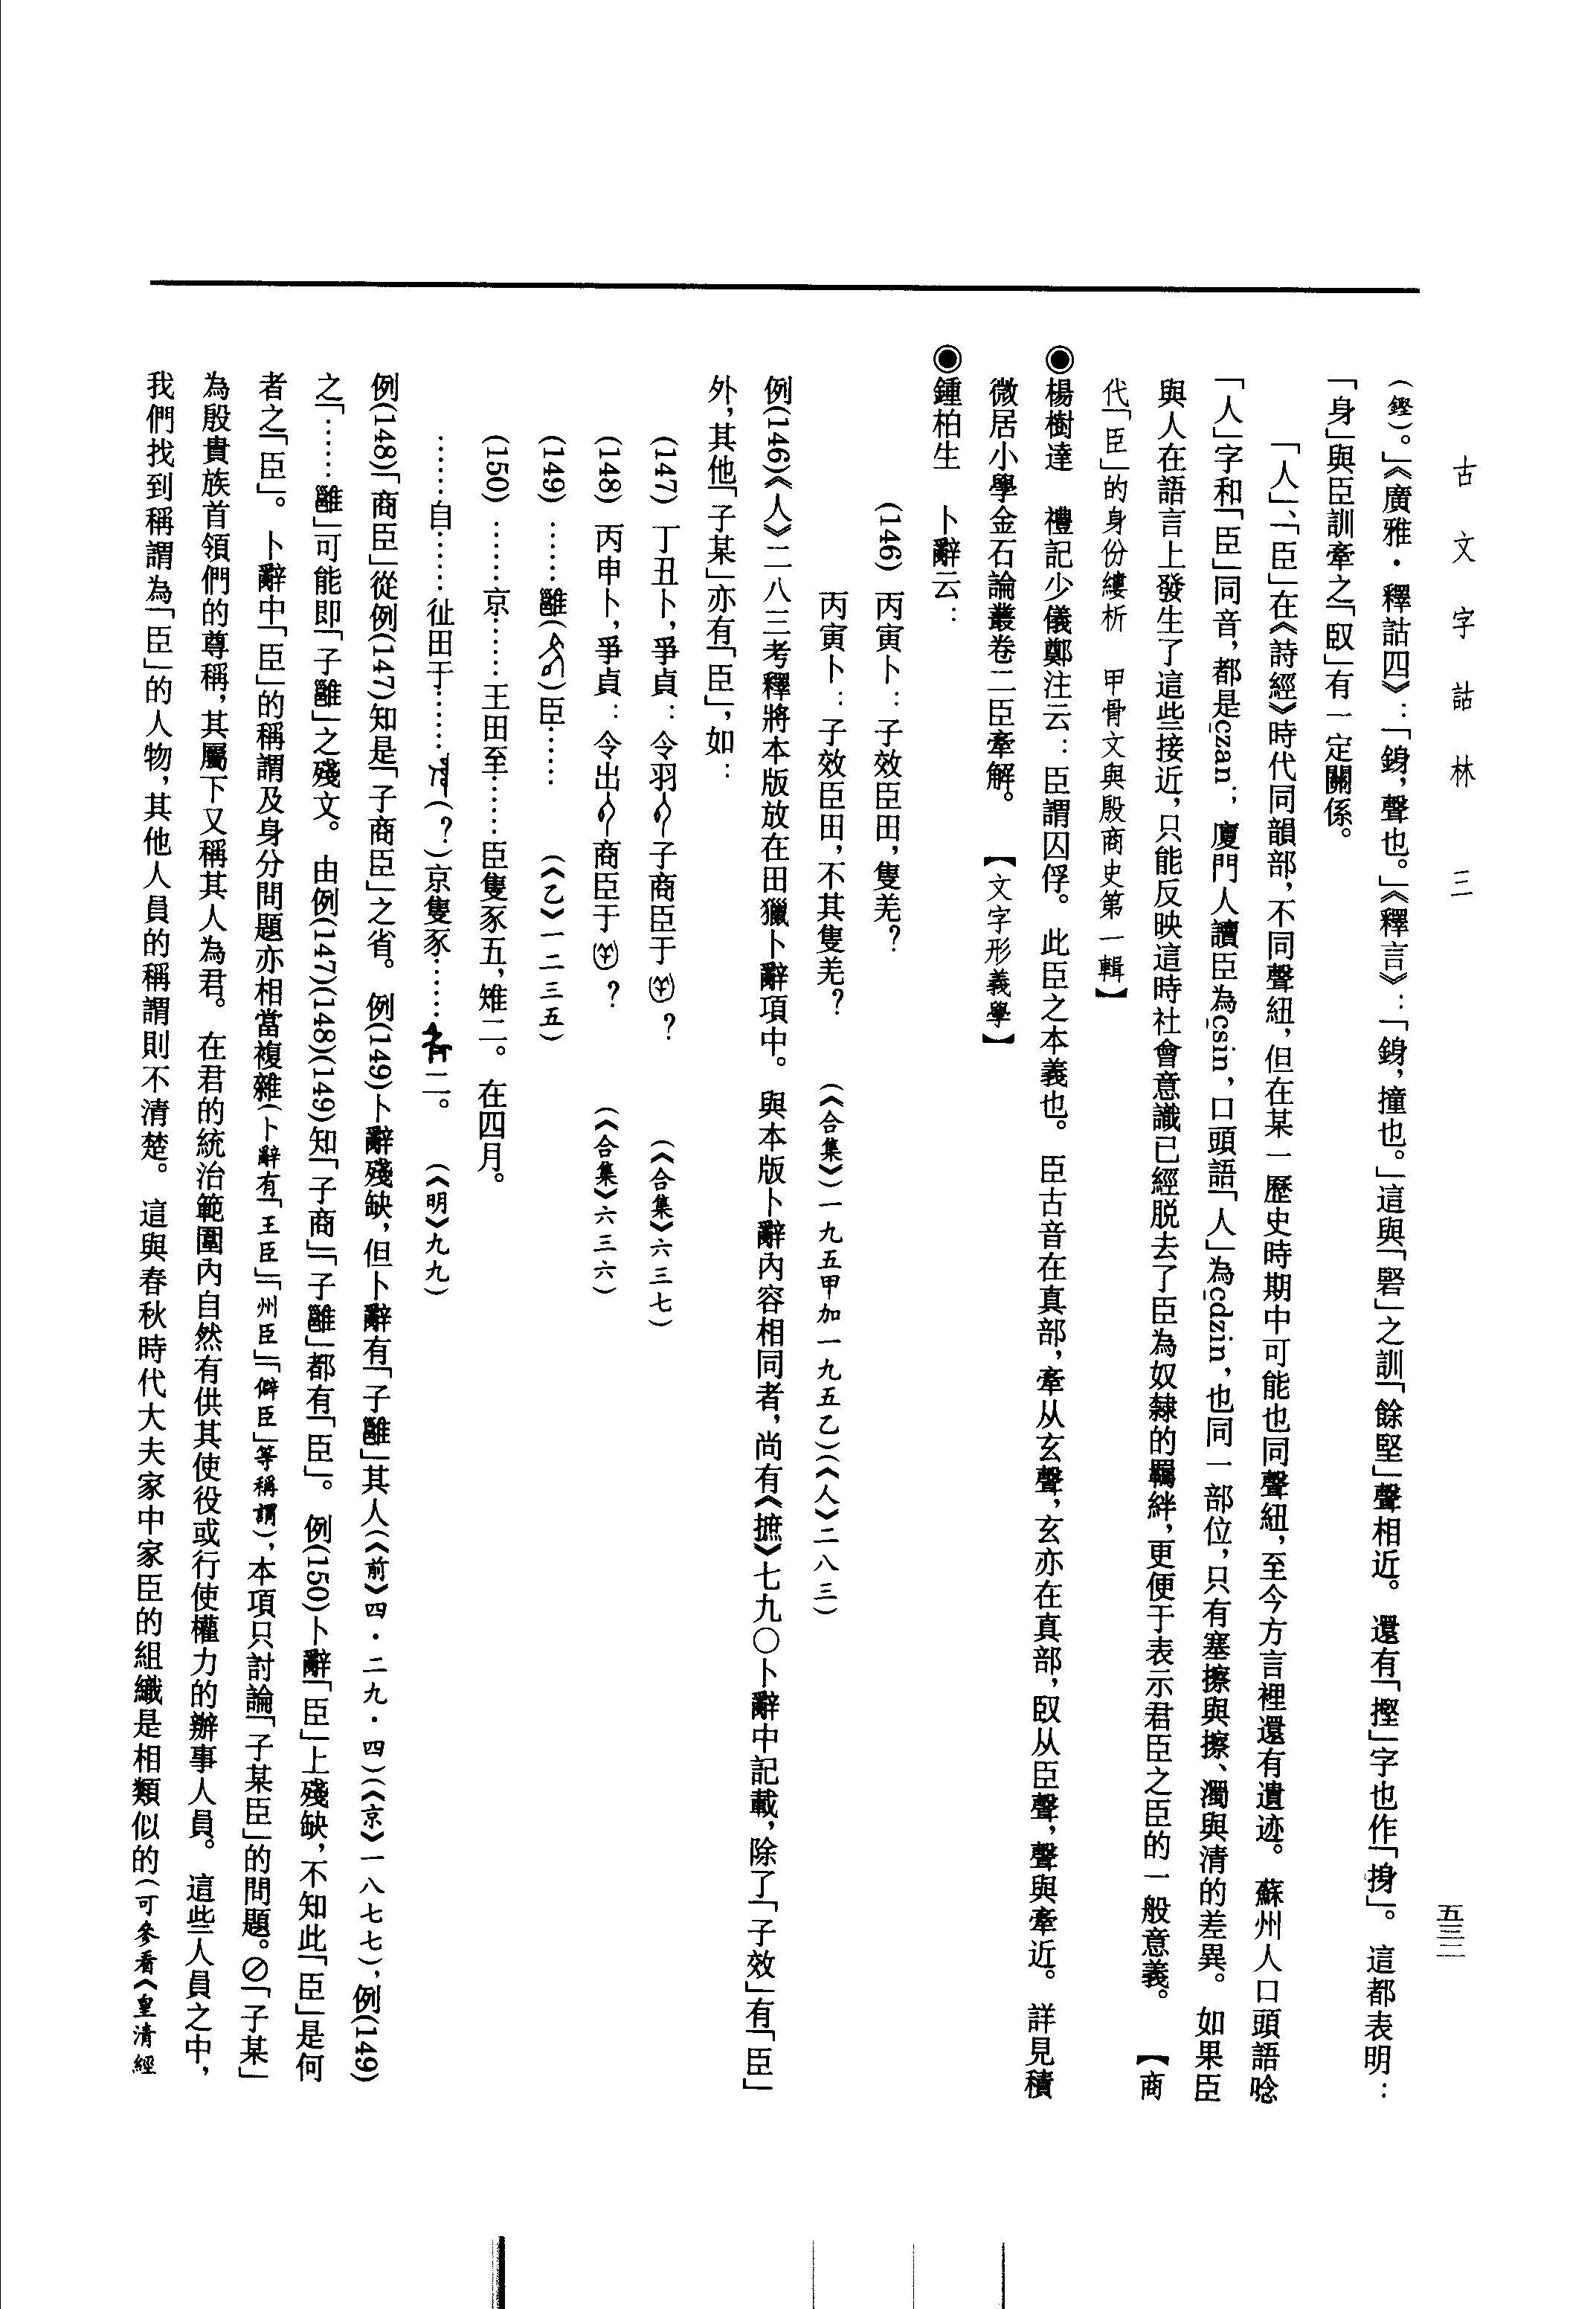 古文字詁林　三
五三二
(鏗)。」《廣雅・釋詁四》：「鋗，聲也。」《釋言》：「鋗，撞也。」這與「臤」之訓「餘堅」聲相近。還有「摼」字也作「搷」。這都表明：
「身」與臣訓牽之「臤」有一定關係。
「人」、「臣」在《詩經》時代同韻部，不同聲紐，但在某一歷史時期中可能也同聲紐，至今方言裡還有遺迹。蘇州人口頭語唸
「人」字和「臣」同音，都是czan；廈門人讀臣為csin，口頭語「人」為cdzin，也同一部位，只有塞擦與擦、濁與清的差異。如果臣
與人在語言上發生了這些接近，只能反映這時社會意識已經脱去了臣為奴隸的羈絆，更便于表示君臣之臣的一般意義。【商
代「臣」的身份縷析　甲骨文與殷商史第一輯】
◉楊樹達　禮記少儀鄭注云：臣謂囚俘。此臣之本義也。臣古音在真部，牽从玄聲，玄亦在真部，臤从臣聲，聲與牽近。詳見積
微居小學金石論叢卷二臣牽解。【文字形義學】
◉鍾柏生　卜辭云：
(146) 丙寅卜：子效臣田，隻羌？
丙寅卜：子效臣田，不其隻羌？　(《合集》一九五甲加一九五乙)(《人》二八三)
例(146)《人》二八三考釋將本版放在田獵卜辭項中。與本版卜辭內容相同者，尚有《摭》七九〇卜辭中記載，除了「子效」有「臣」
外，其他「子某」亦有「臣」，如：
(147) 丁丑卜，爭貞：令羽子商臣于？　(《合集》六三七)
(148) 丙申卜，爭貞：令出商臣于？　(《合集》六三六)
(149) ……雝()臣……　(《乙》一二三五)
(150) ……京……王田至……臣隻豕五，雉二。在四月。
……自……徝田于……(？)京隻豕……二。　(《明》九九)
例(148)「商臣」從例(147)知是「子商臣」之省。例(149)卜辭殘缺，但卜辭有「子雝」其人(《前》四・二九・四)(《京》一八七七)，例(149)
之「……雝」可能即「子雝」之殘文。由例(147)(148)(149)知「子商」「子雝」都有「臣」。例(150)卜辭「臣」上殘缺，不知此「臣」是何
者之「臣」。卜辭中「臣」的稱謂及身分問題亦相當複雜(卜辭有「王臣」「州臣」「僻臣」等稱謂)，本項只討論「子某臣」的問題。⊘「子某」
為殷貴族首領們的尊稱，其屬下又稱其人為君。在君的統治範圍內自然有供其使役或行使權力的辦事人員。這些人員之中，
我們找到稱謂為「臣」的人物，其他人員的稱謂則不清楚。這與春秋時代大夫家中家臣的組織是相類似的(可參看《皇清經